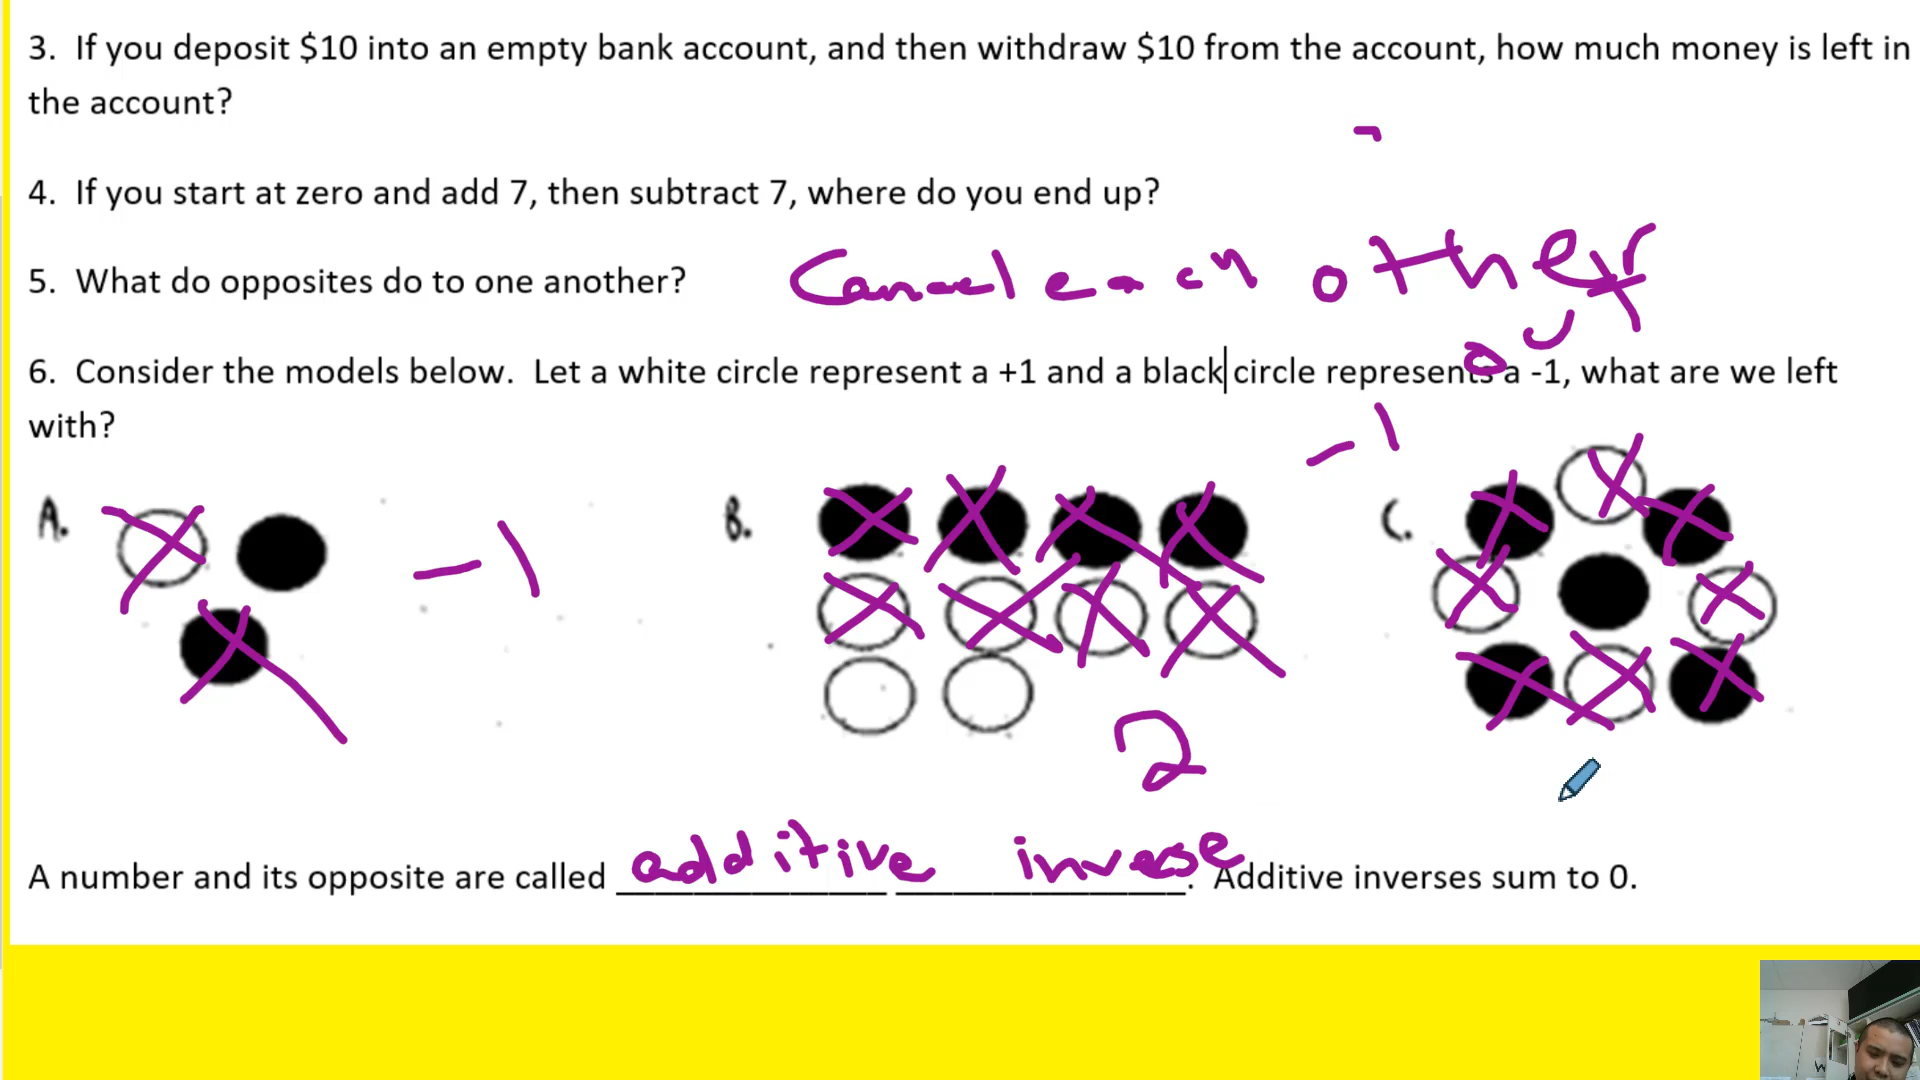 3. If you deposit $10 into an empty bank account, and then withdraw $10 from the account, how much money is left in
the account?
4. If you start at zero and add 7, then subtract 7, where do you end up?
5. What do opposites do to one another? Cancel each other
6. Consider the models below. Let a white circle represent a +1 and a black circle represents a -1, what are we left
with?
-1
A. -1 B. C.
2
A number and its opposite are called additive inverse. Additive inverses sum to 0.